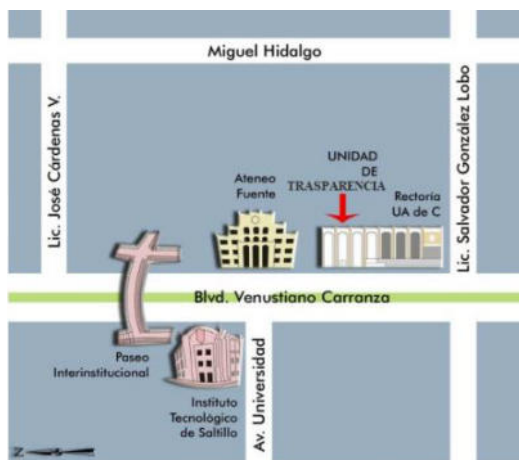 Miguel Hidalgo
Lic. José Cárdenas V.
Lic. Salvador González Lobo
UNIDAD
DE
TRASPARENCIA
Ateneo
Fuente
Rectoría
UA de C
Blvd. Venustiano Carranza
Paseo
Interinstitucional
Instituto
Tecnológico
de Saltillo
Av. Universidad
Z